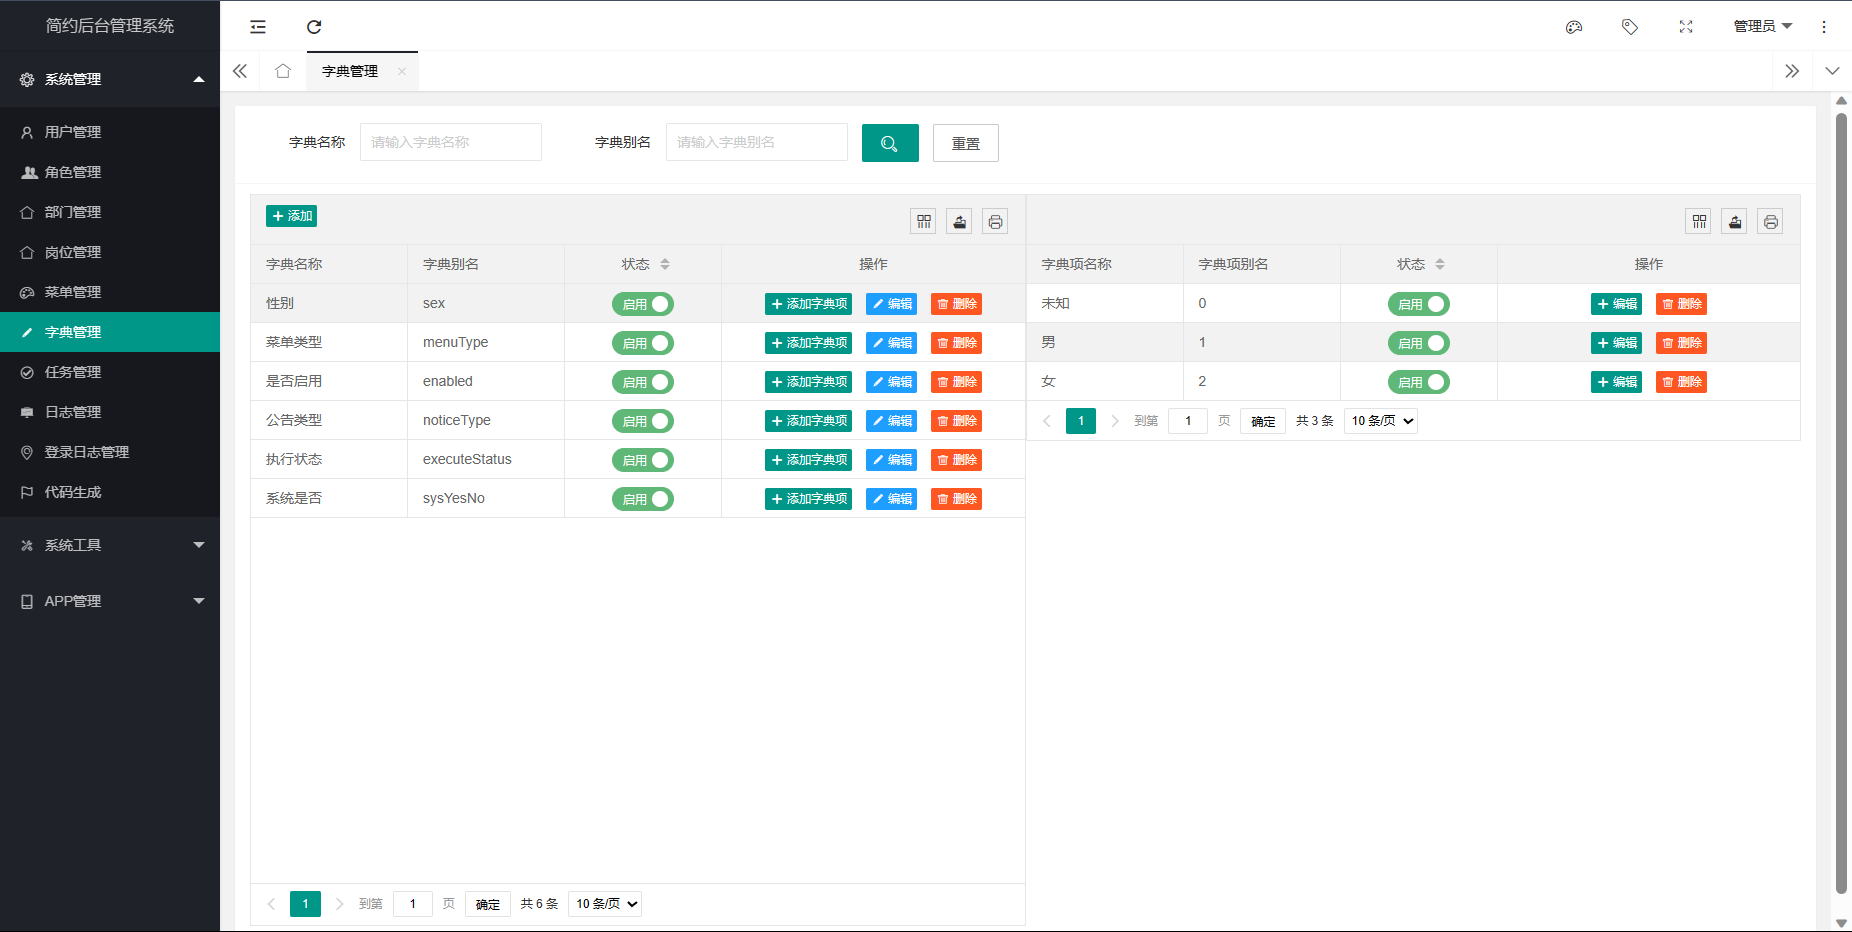 简约后台管理系统
管理员
字典管理
系统管理
用户管理
角色管理
部门管理
岗位管理
菜单管理
字典管理
任务管理
日志管理
登录日志管理
代码生成
系统工具
APP管理
字典名称 请输入字典名称 字典别名 请输入字典别名 重置
添加
字典名称 字典别名 状态 操作
性别 sex 启用 添加字典项 编辑 删除
菜单类型 menuType 启用 添加字典项 编辑 删除
是否启用 enabled 启用 添加字典项 编辑 删除
公告类型 noticeType 启用 添加字典项 编辑 删除
执行状态 executeStatus 启用 添加字典项 编辑 删除
系统是否 sysYesNo 启用 添加字典项 编辑 删除
1 到第 1 页 确定 共 6 条 10 条/页
字典项名称 字典项别名 状态 操作
未知 0 启用 编辑 删除
男 1 启用 编辑 删除
女 2 启用 编辑 删除
1 到第 1 页 确定 共 3 条 10 条/页